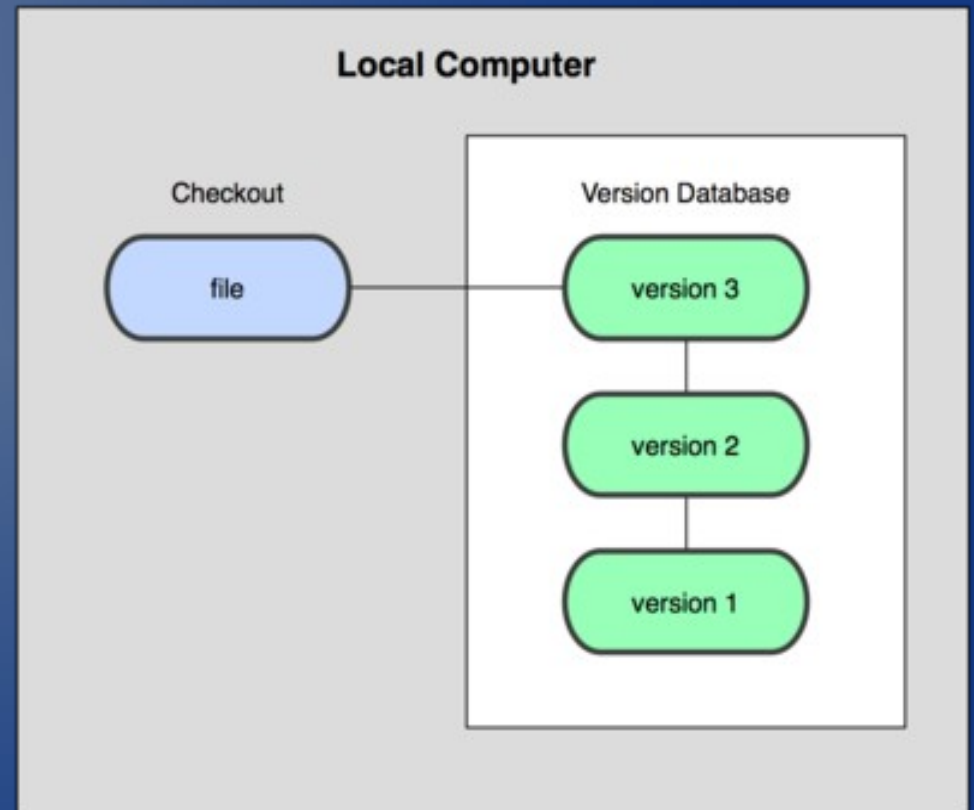 Local Computer
Checkout
file
Version Database
version 3
version 2
version 1